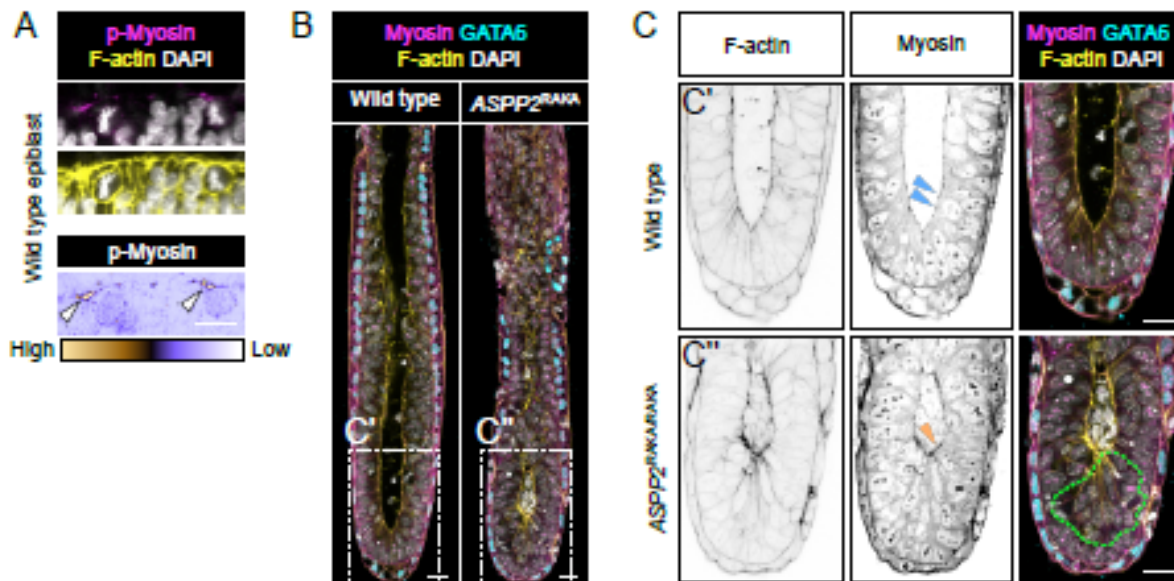 A
p-Myosin
F-actin DAPI
Wild type epiblast
p-Myosin
High
Low
B
Myosin GATA6
F-actin DAPI
Wild type
ASPP2RAKA
C'
C''
C
F-actin
Myosin
Myosin GATA6
F-actin DAPI
Wild type
C'
ASPP2RAKA/RAKA
C''